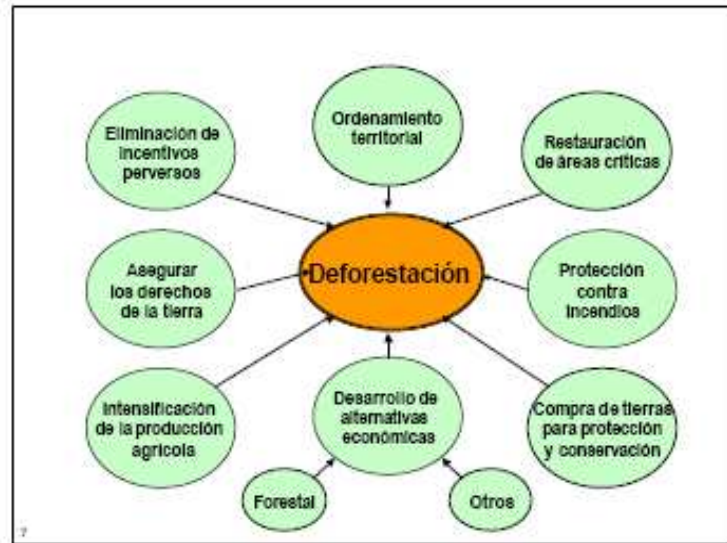 Eliminación de
incentivos
perversos
Ordenamiento
territorial
Restauración
de áreas críticas
Asegurar
los derechos
de la tierra
Deforestación
Protección
contra
incendios
Intensificación
de la producción
agrícola
Desarrollo de
alternativas
económicas
Compra de tierras
para protección
y conservación
Forestal
Otros
7